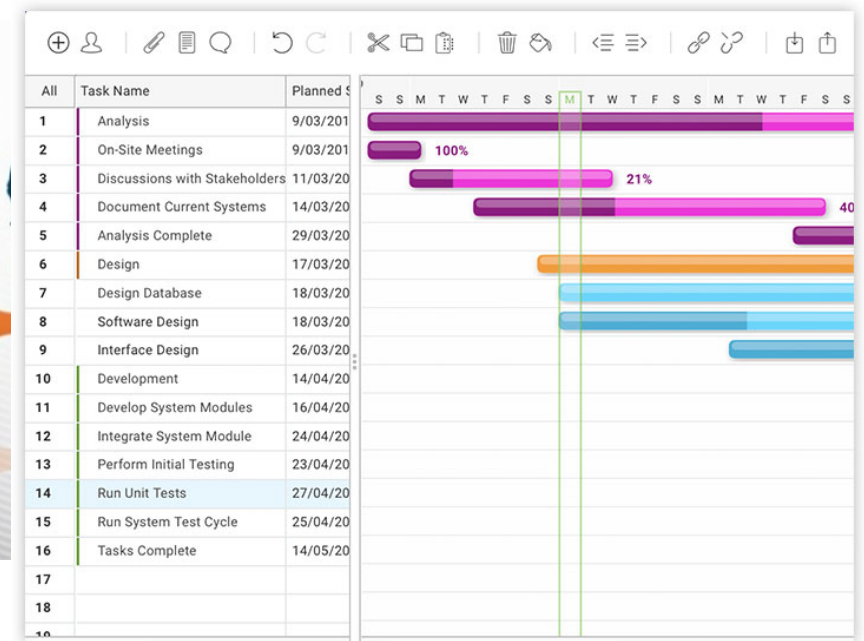 All Task Name Planned S
S S M T W T F S S M T W T F S S M T W T F S S
1 Analysis 9/03/201
2 On-Site Meetings 9/03/201 100%
3 Discussions with Stakeholders 11/03/20 21%
4 Document Current Systems 14/03/20 40
5 Analysis Complete 29/03/20
6 Design 17/03/20
7 Design Database 18/03/20
8 Software Design 18/03/20
9 Interface Design 26/03/20
10 Development 14/04/20
11 Develop System Modules 16/04/20
12 Integrate System Module 24/04/20
13 Perform Initial Testing 23/04/20
14 Run Unit Tests 27/04/20
15 Run System Test Cycle 25/04/20
16 Tasks Complete 14/05/20
17
18
19